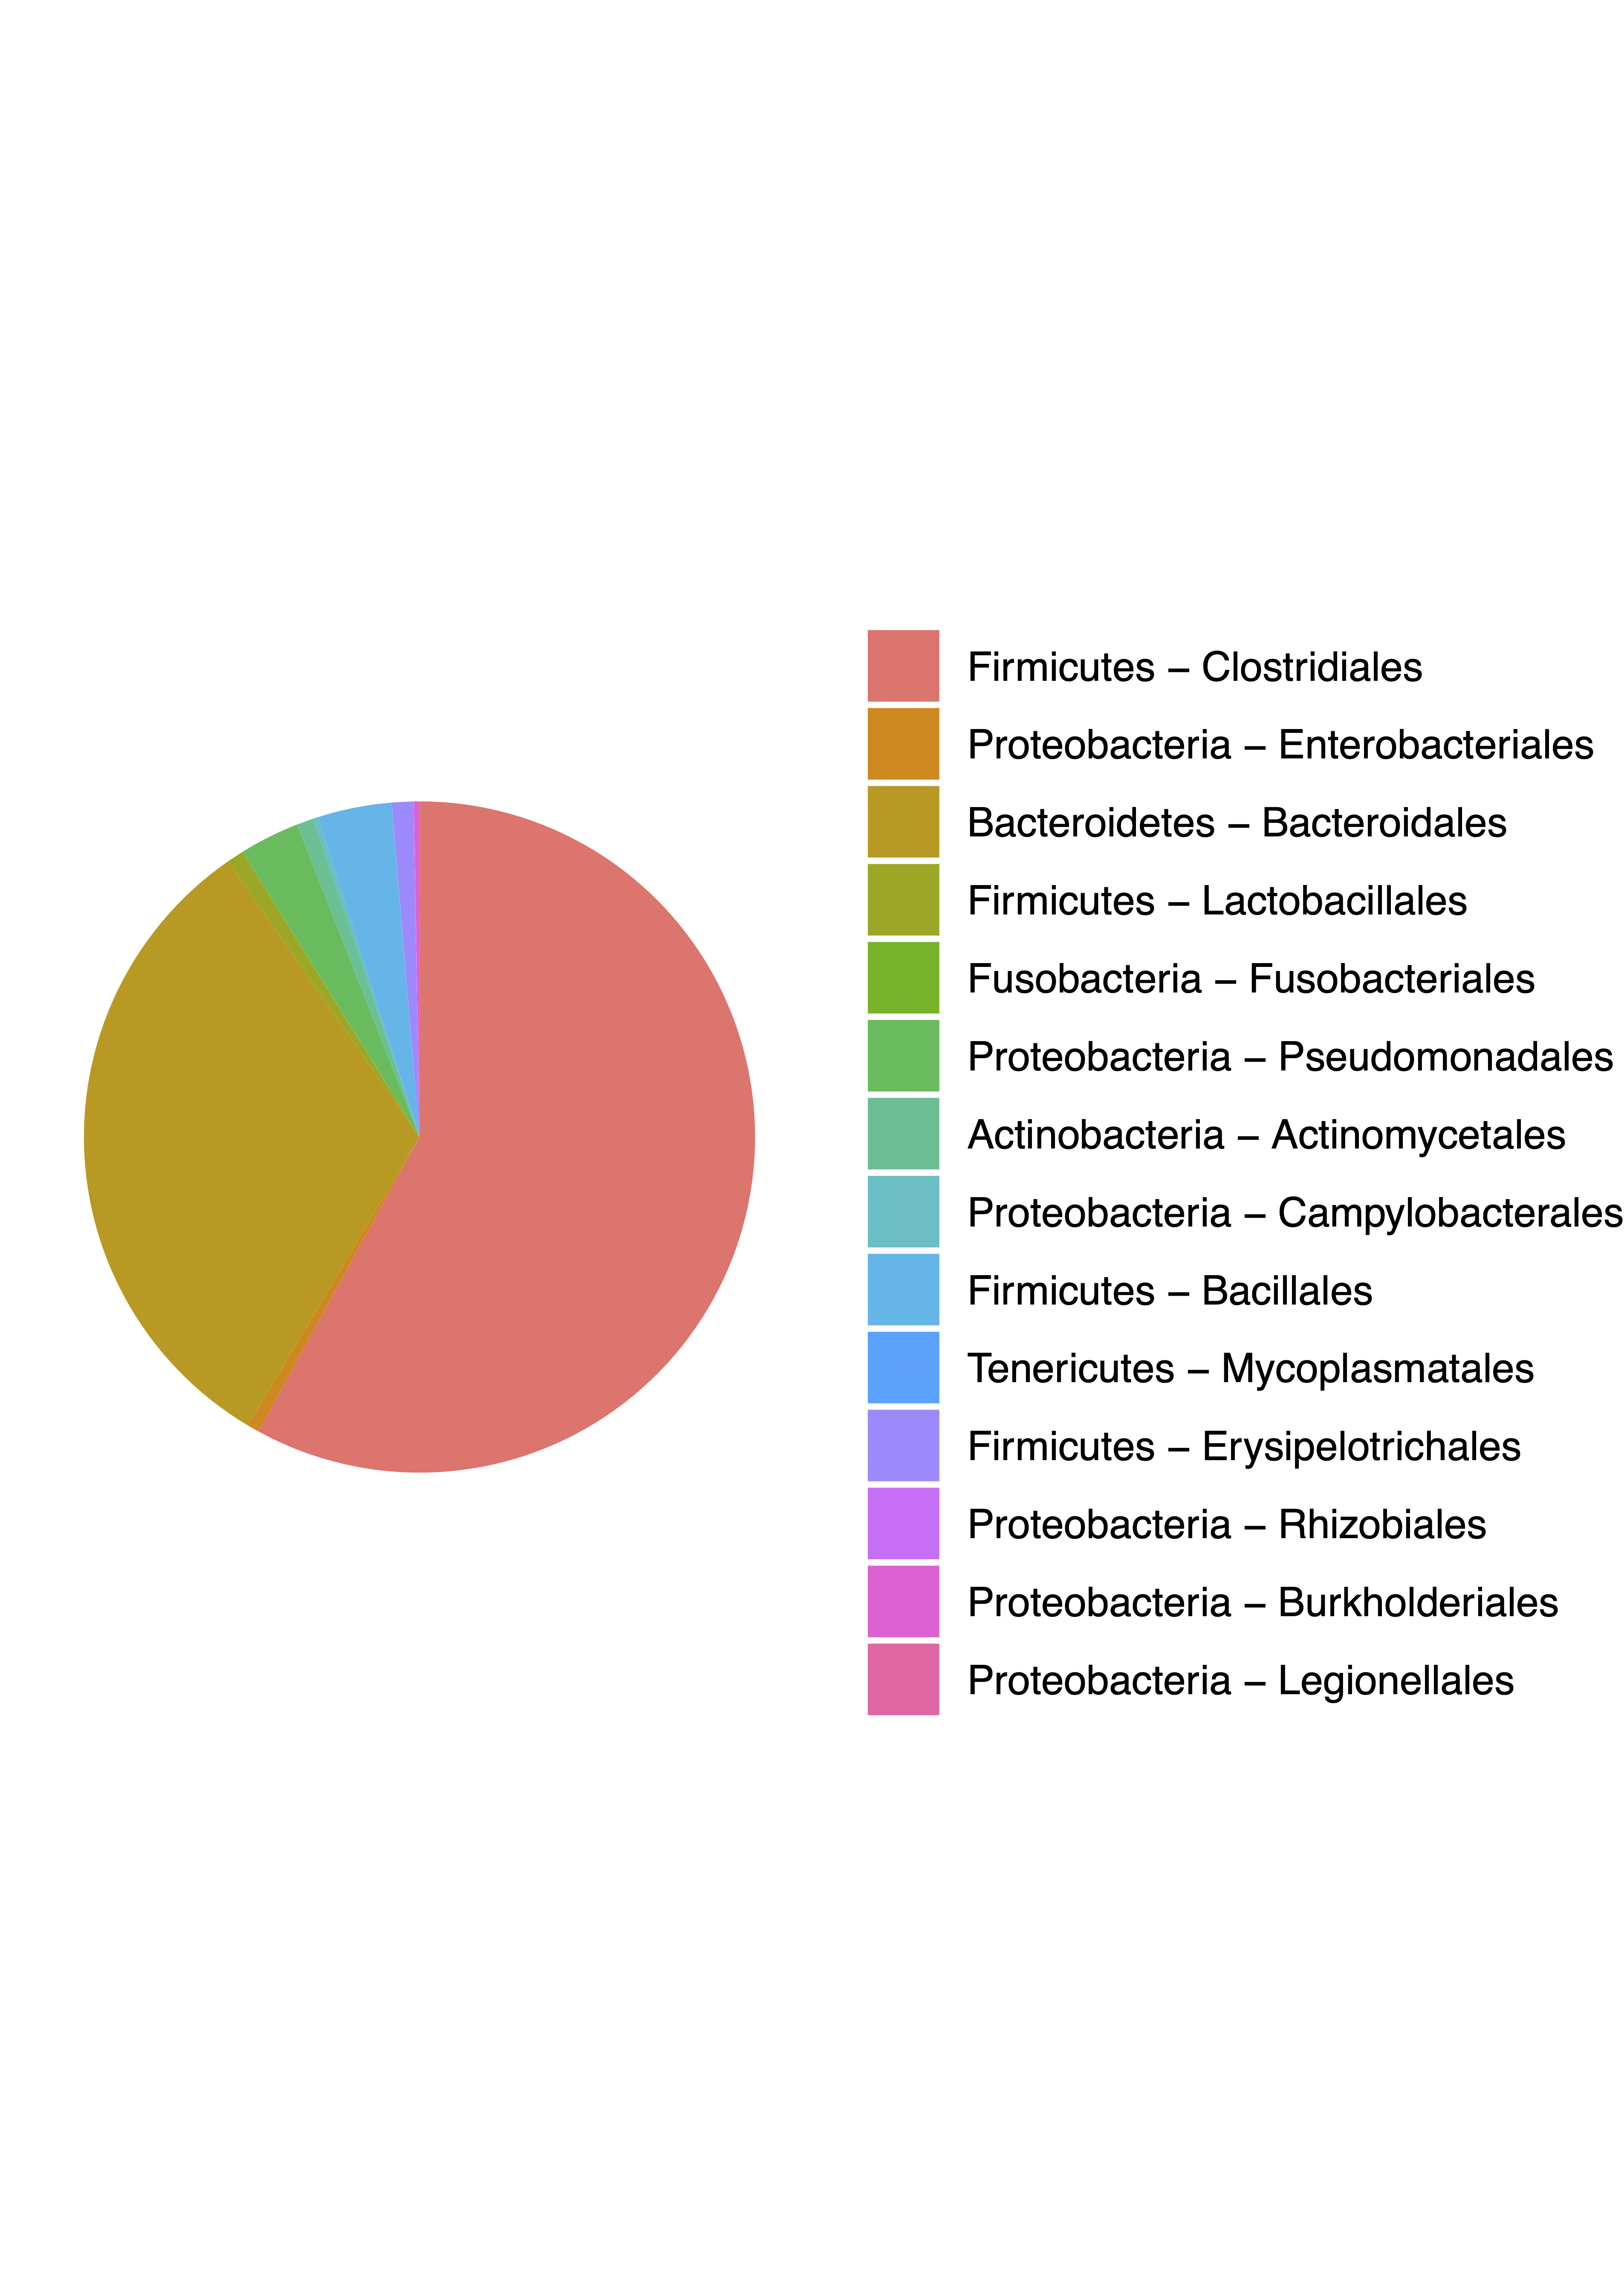 Firmicutes – Clostridiales
Proteobacteria – Enterobacteriales
Bacteroidetes – Bacteroidales
Firmicutes – Lactobacillales
Fusobacteria – Fusobacteriales
Proteobacteria – Pseudomonadales
Actinobacteria – Actinomycetales
Proteobacteria – Campylobacterales
Firmicutes – Bacillales
Tenericutes – Mycoplasmatales
Firmicutes – Erysipelotrichales
Proteobacteria – Rhizobiales
Proteobacteria – Burkholderiales
Proteobacteria – Legionellales